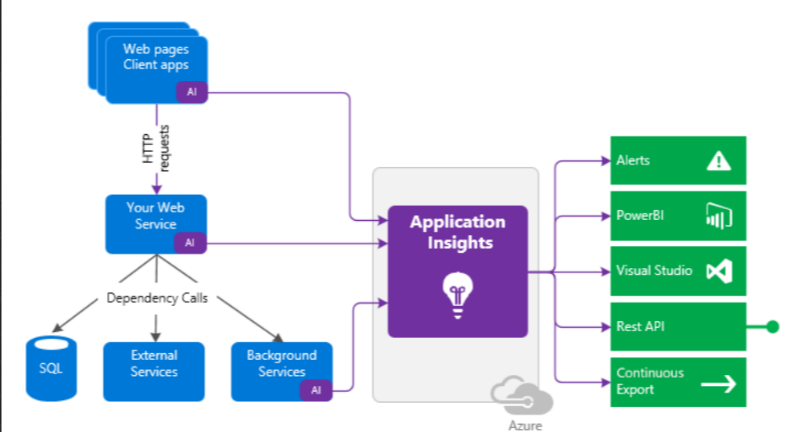 Web pages
Client apps
AI
HTTP
requests
Your Web
Service
AI
Dependency Calls
SQL
External
Services
Background
Services
AI
Application
Insights
Azure
Alerts
PowerBI
Visual Studio
Rest API
Continuous
Export